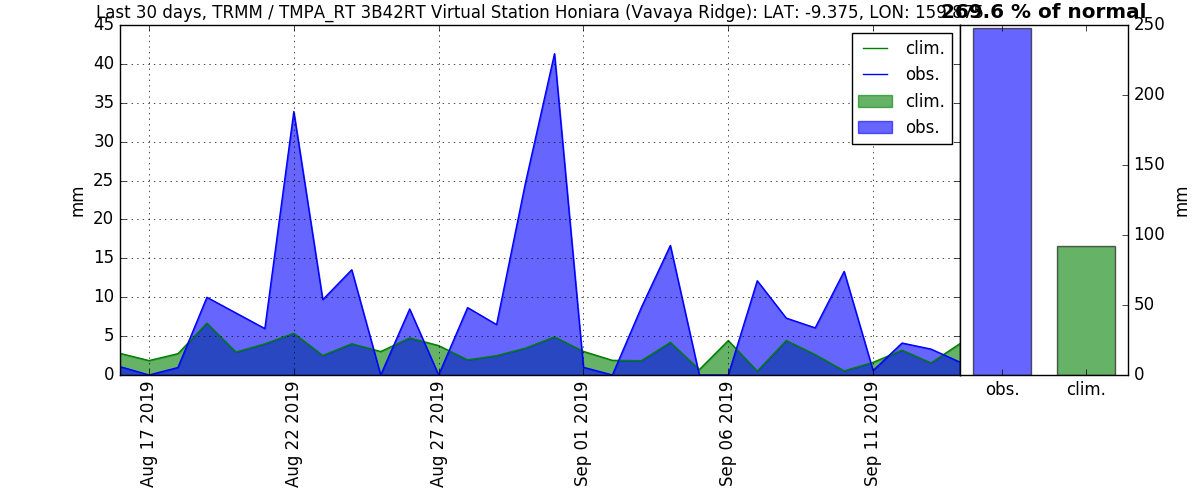 Last 30 days, TRMM / TMPA_RT 3B42RT Virtual Station Honiara (Vavaya Ridge): LAT: -9.375, LON:
269.6 % of normal
45
40
35
30
25
20
15
10
5
0
mm
clim.
obs.
clim.
obs.
Aug 17 2019
Aug 22 2019
Aug 27 2019
Sep 01 2019
Sep 06 2019
Sep 11 2019
250
200
150
100
50
0
mm
obs.
clim.